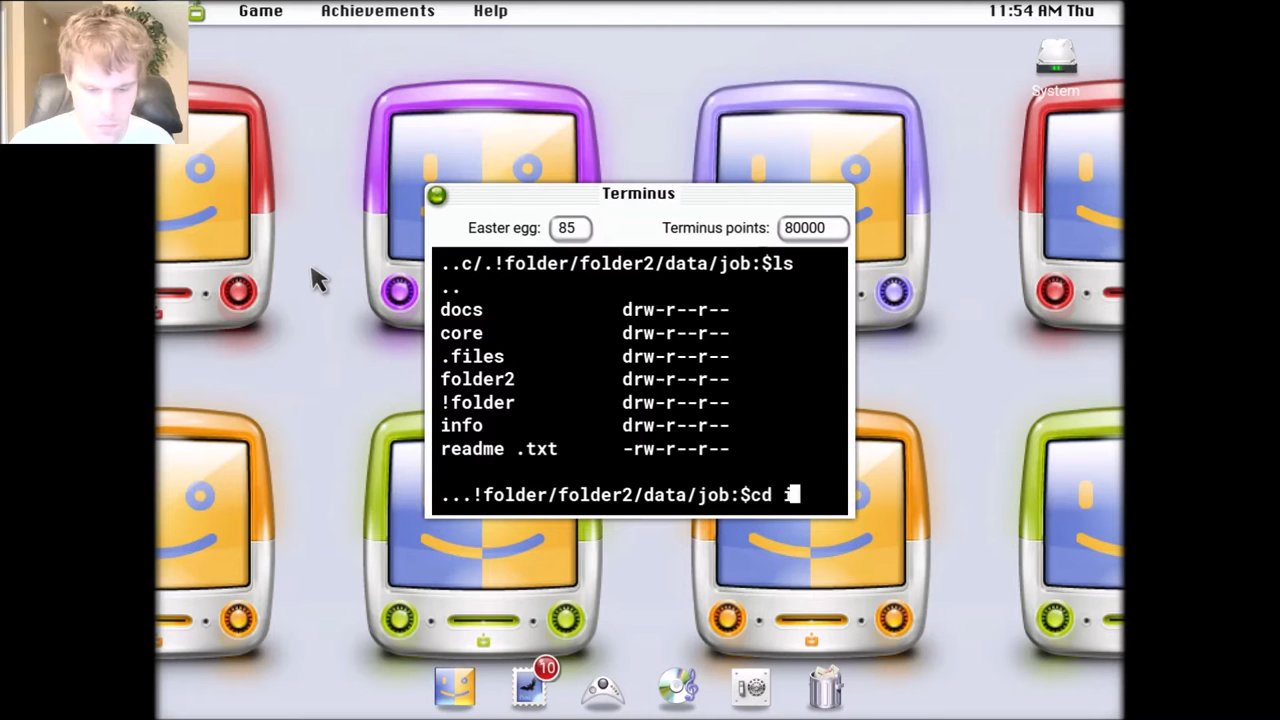 Game Achievements Help 11:54 AM Thu
System
Terminus
Easter egg: 85 Terminus points: 80000
..c/.!folder/folder2/data/job:$ls
..
docs drw-r--r--
core drw-r--r--
.files drw-r--r--
folder2 drw-r--r--
!folder drw-r--r--
info drw-r--r--
readme .txt -rw-r--r--
...!folder/folder2/data/job:$cd i
10